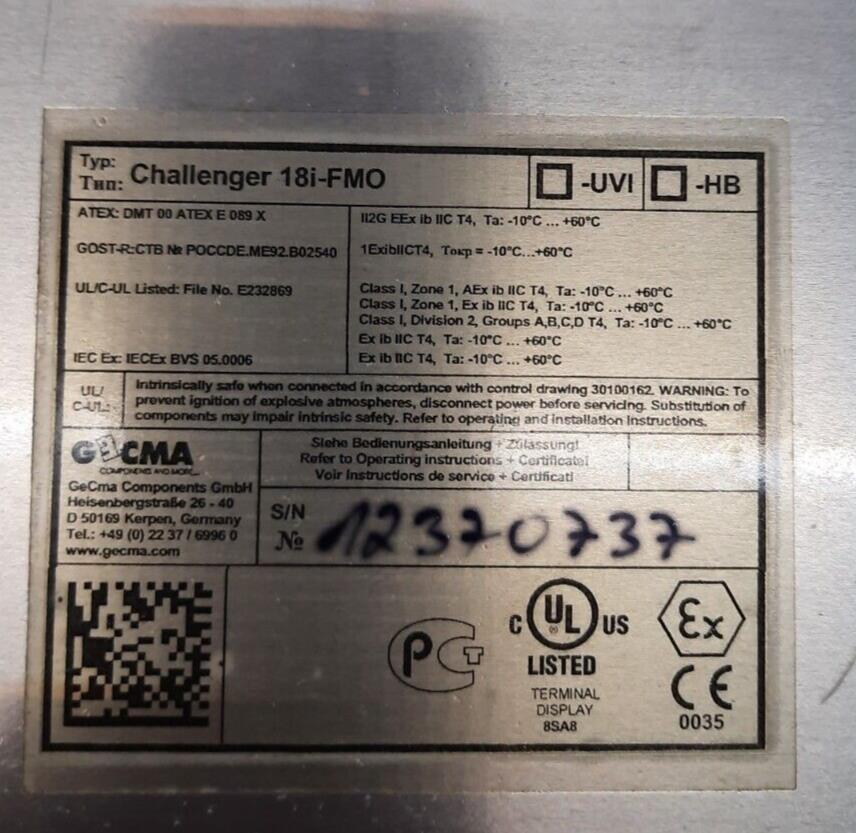 Typ:
Тип: Challenger 18i-FMO
-UVI
-HB
ATEX: DMT 00 ATEX E 089 X
II2G EEx ib IIC T4, Ta: -10°C ... +60°C
GOST-R:CTB № POCCDE.ME92.B02540
1ExibIICT4, Токр = -10°C...+60°C
UL/C-UL Listed: File No. E232869
Class I, Zone 1, AEx ib IIC T4, Ta: -10°C ... +60°C
Class I, Zone 1, Ex ib IIC T4, Ta: -10°C ... +60°C
Class I, Division 2, Groups A,B,C,D T4, Ta: -10°C ... +60°C
Ex ib IIC T4, Ta: -10°C ... +60°C
IEC Ex: IECEx BVS 05.0006
Ex ib IIC T4, Ta: -10°C ... +60°C
UL/
C-UL:
Intrinsically safe when connected in accordance with control drawing 30100162. WARNING: To
prevent ignition of explosive atmospheres, disconnect power before servicing. Substitution of
components may impair intrinsic safety. Refer to operating and installation instructions.
GECMA
COMPONENTS AND MORE...
GeCma Components GmbH
Heisenbergstraße 26 - 40
D 50169 Kerpen, Germany
Tel.: +49 (0) 22 37 / 6996 0
www.gecma.com
Siehe Bedienungsanleitung + Zulassung!
Refer to Operating instructions + Certificate!
Voir Instructions de service + Certificati
S/N
№ 12370737
РСТ
C UL US
®
LISTED
TERMINAL
DISPLAY
8SA8
Ex
CE
0035